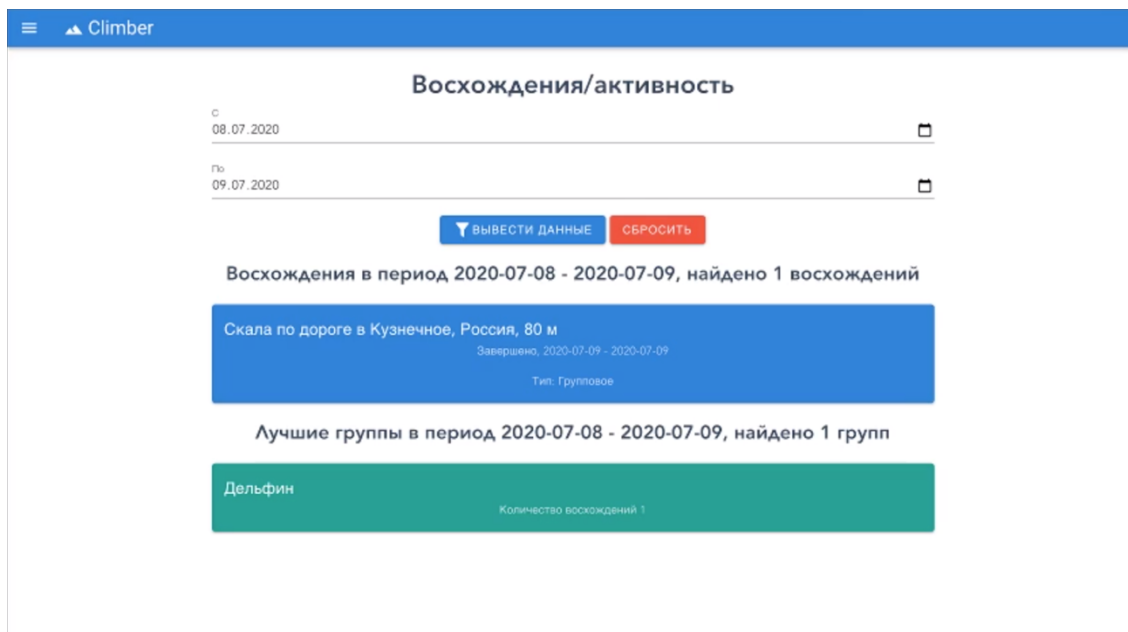 Climber
Восхождения/активность
С
08.07.2020
По
09.07.2020
ВЫВЕСТИ ДАННЫЕ СБРОСИТЬ
Восхождения в период 2020-07-08 - 2020-07-09, найдено 1 восхождений
Скала по дороге в Кузнечное, Россия, 80 м
Завершено, 2020-07-09 - 2020-07-09
Тип: Групповое
Лучшие группы в период 2020-07-08 - 2020-07-09, найдено 1 групп
Дельфин
Количество восхождений 1